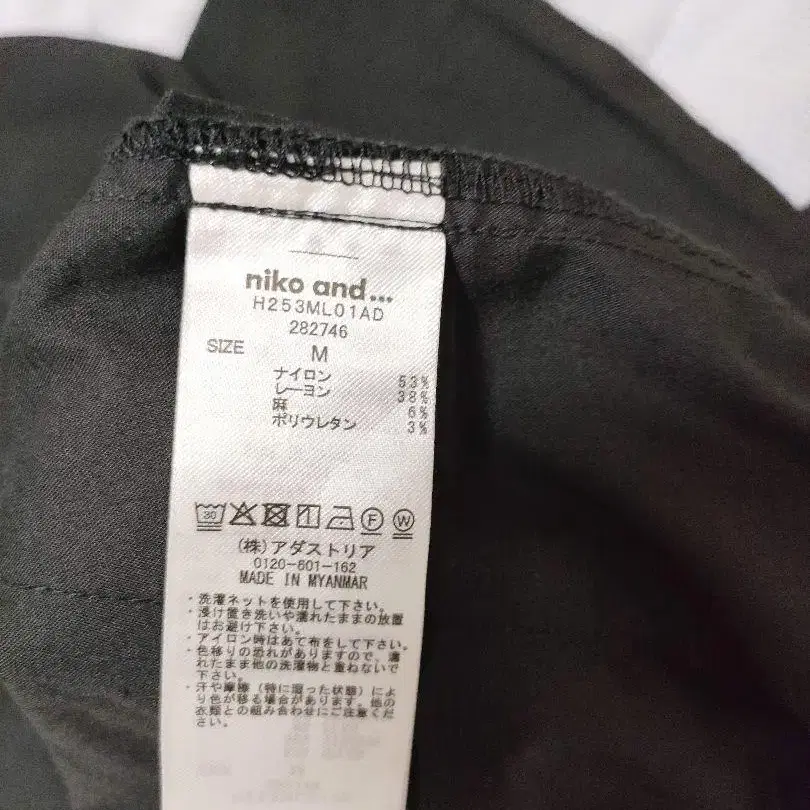 niko and...
H253ML01AD
282746
SIZE M
ナイロン 53%
レーヨン 38%
麻 6%
ポリウレタン 3%
30 F W
(株)アダストリア
0120-601-162
MADE IN MYANMAR
・洗濯ネットを使用して下さい。
・浸け置き洗いや濡れたままの放置
はお避け下さい。
・アイロン時はあて布をして下さい。
・色移りの恐れがありますので、濡
れたまま他の洗濯物と重ねないで
下さい。
・汗や摩擦(特に湿った状態)によ
り色が移る場合があります。他の
衣類との組み合わせにご注意くだ
さい。